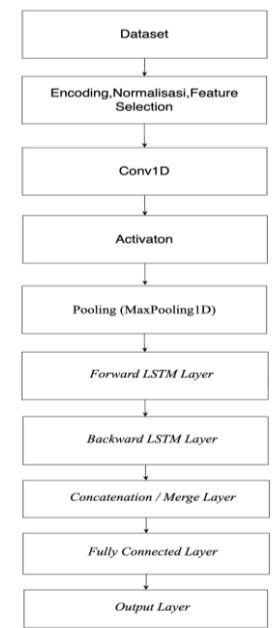 Dataset
Encoding,Normalisasi,Feature
Selection
Conv1D
Activaton
Pooling (MaxPooling1D)
Forward LSTM Layer
Backward LSTM Layer
Concatenation / Merge Layer
Fully Connected Layer
Output Layer